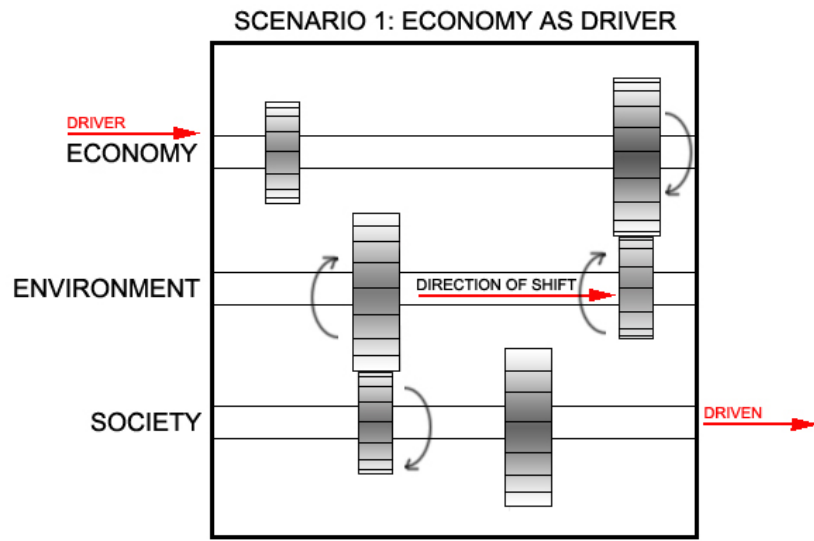 SCENARIO 1: ECONOMY AS DRIVER
DRIVER
ECONOMY
ENVIRONMENT
DIRECTION OF SHIFT
SOCIETY
DRIVEN